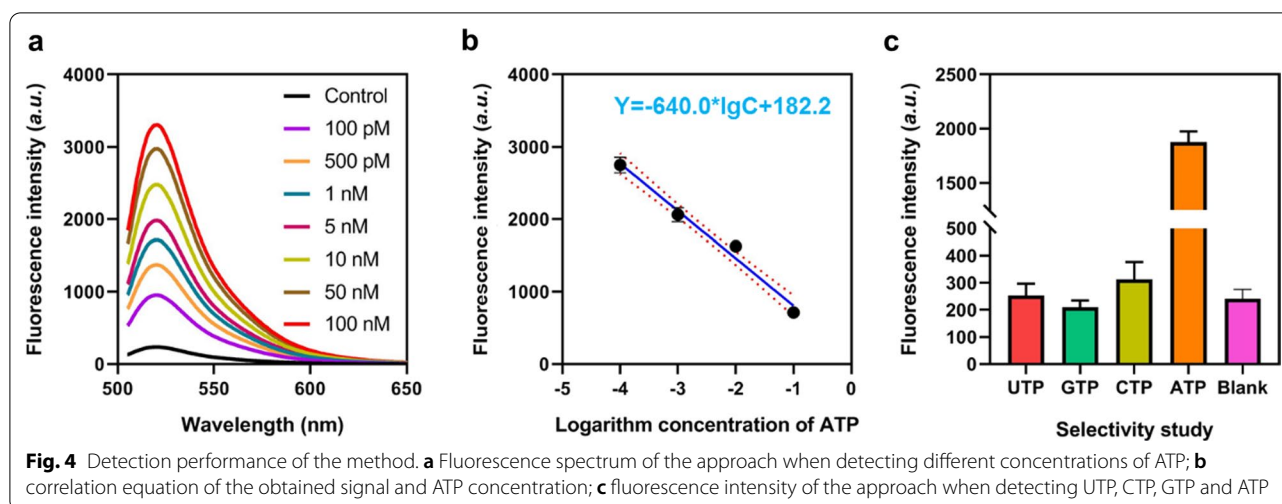 a
4000
3000
2000
1000
0
500
550
600
650
Fluorescence intensity (a.u.)
Wavelength (nm)
Control
100 pM
500 pM
1 nM
5 nM
10 nM
50 nM
100 nM
b
4000
3000
2000
1000
0
-5
-4
-3
-2
-1
0
Fluorescence intensity (a.u.)
Logarithm concentration of ATP
Y=-640.0*lgC+182.2
c
2500
2000
1500
500
400
300
200
100
0
Fluorescence intensity (a.u.)
UTP
GTP
CTP
ATP
Blank
Selectivity study
Fig. 4 Detection performance of the method. a Fluorescence spectrum of the approach when detecting different concentrations of ATP; b
correlation equation of the obtained signal and ATP concentration; c fluorescence intensity of the approach when detecting UTP, CTP, GTP and ATP